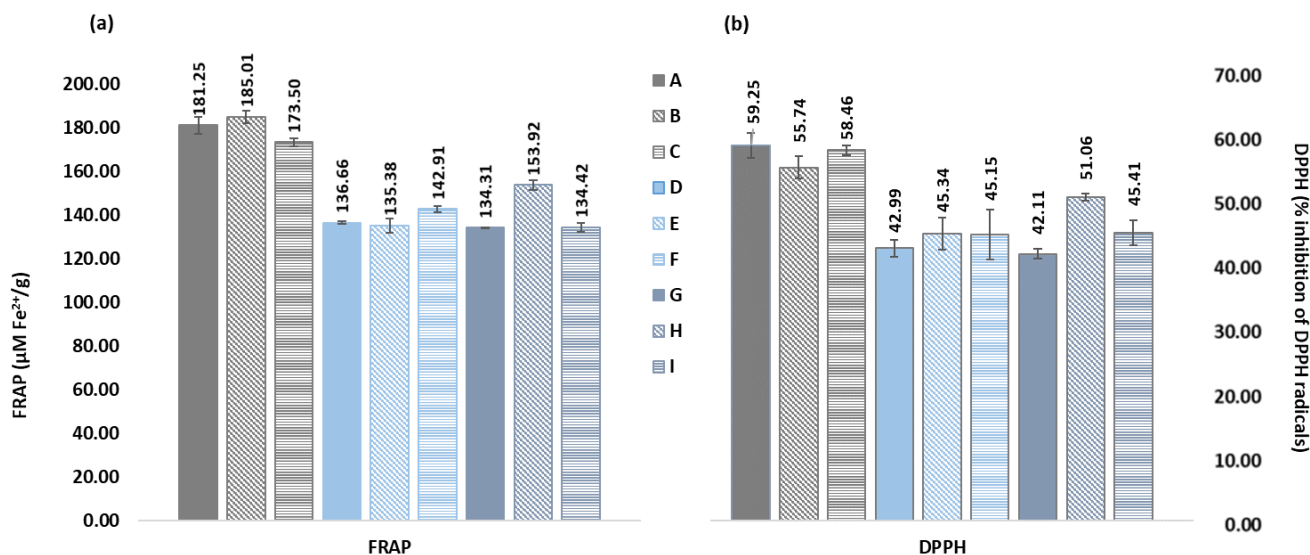 (a)
FRAP (µM Fe²⁺/g)
200.00
180.00
160.00
140.00
120.00
100.00
80.00
60.00
40.00
20.00
0.00
181.25
185.01
173.50
136.66
135.38
142.91
134.31
153.92
134.42
FRAP
A
B
C
D
E
F
G
H
I
(b)
59.25
55.74
58.46
42.99
45.34
45.15
42.11
51.06
45.41
DPPH
70.00
60.00
50.00
40.00
30.00
20.00
10.00
0.00
DPPH (% inhibition of DPPH
radicals)